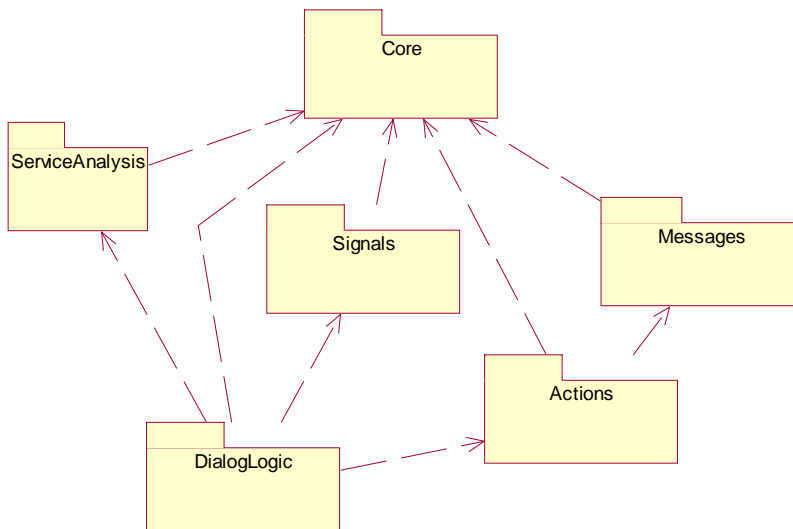 Core
ServiceAnalysis
Signals
Messages
Actions
DialogLogic